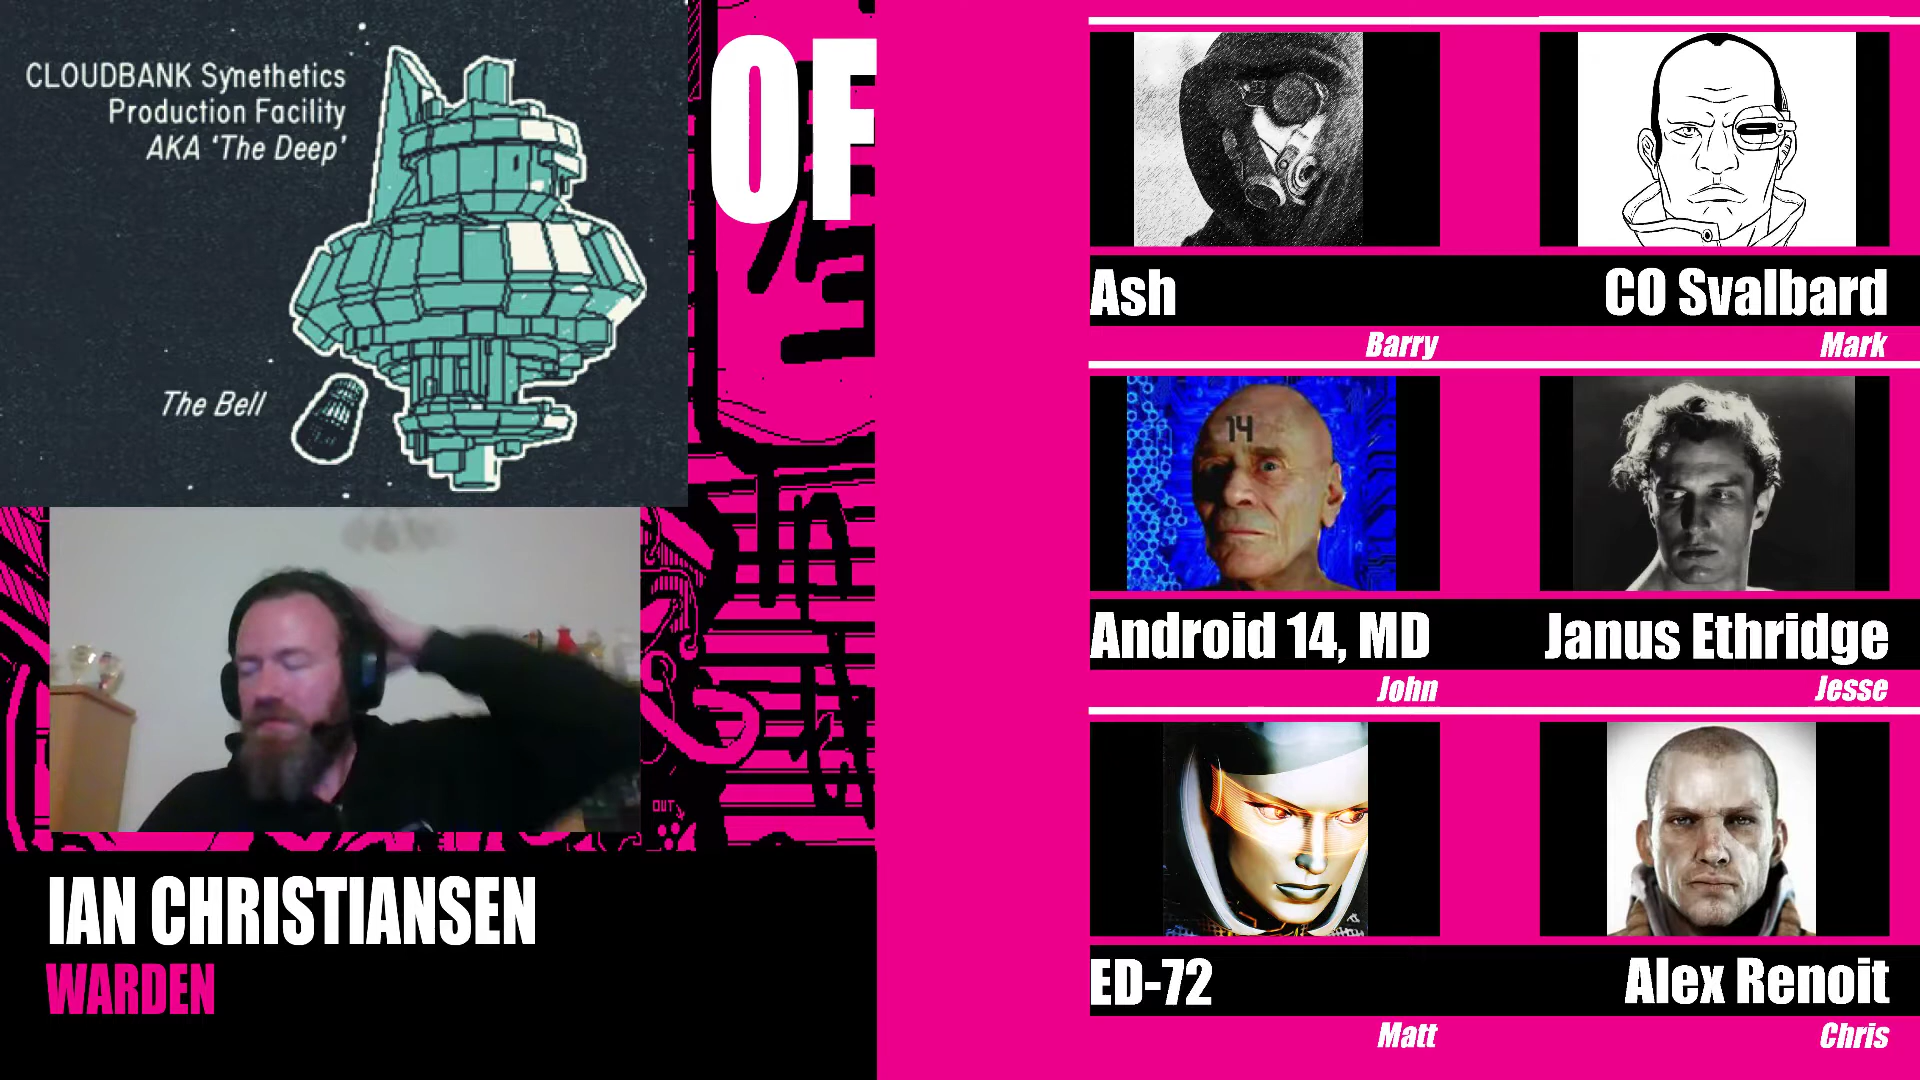 CLOUDBANK Synethetics
Production Facility
AKA 'The Deep'
The Bell
OF
OUT
IAN CHRISTIANSEN
WARDEN
Ash
Barry
CO Svalbard
Mark
14
Android 14, MD
John
Janus Ethridge
Jesse
ED-72
Matt
Alex Renoit
Chris